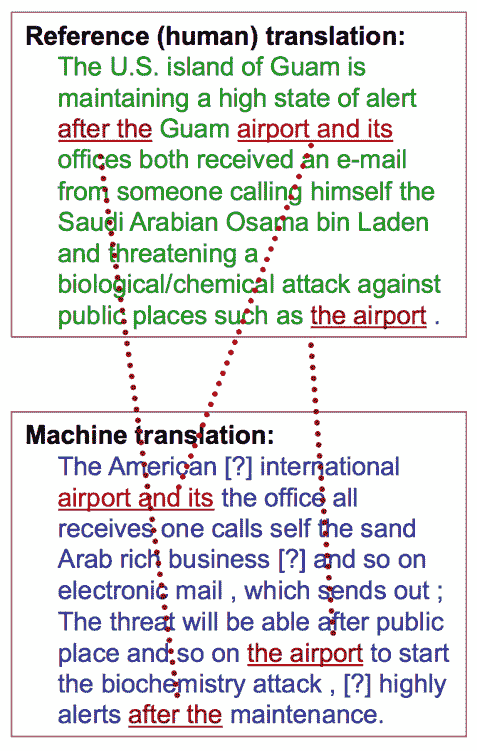 Reference (human) translation:
The U.S. island of Guam is
maintaining a high state of alert
after the Guam airport and its
offices both received an e-mail
from someone calling himself the
Saudi Arabian Osama bin Laden
and threatening a
biological/chemical attack against
public places such as the airport .
Machine translation:
The American [?] international
airport and its the office all
receives one calls self the sand
Arab rich business [?] and so on
electronic mail , which sends out ;
The threat will be able after public
place and so on the airport to start
the biochemistry attack , [?] highly
alerts after the maintenance.